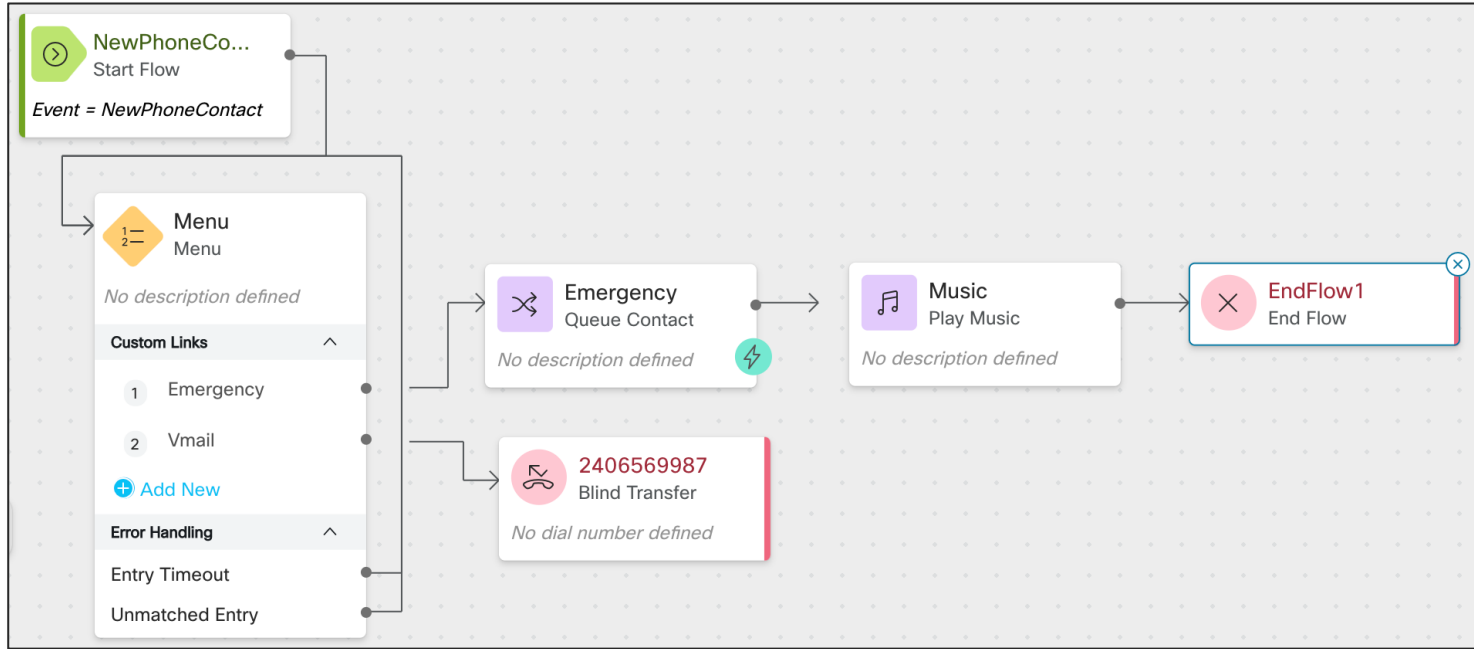 NewPhoneCo...
Start Flow
Event = NewPhoneContact
Menu
Menu
No description defined
Custom Links
1 Emergency
2 Vmail
Add New
Error Handling
Entry Timeout
Unmatched Entry
Emergency
Queue Contact
No description defined
2406569987
Blind Transfer
No dial number defined
Music
Play Music
No description defined
EndFlow1
End Flow